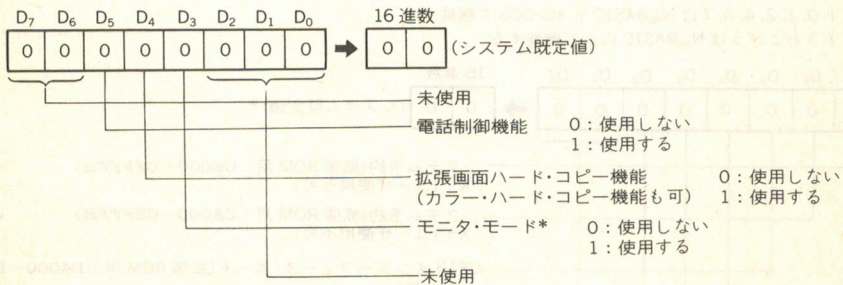 D₇ D₆ D₅ D₄ D₃ D₂ D₁ D₀ 16進数
0 0 0 0 0 0 0 0 ➡ 0 0 (システム既定値)
未使用
電話制御機能 0:使用しない
1:使用する
拡張画面ハード・コピー機能 0:使用しない
(カラー・ハード・コピー機能も可) 1:使用する
モニタ・モード* 0:使用しない
1:使用する
未使用